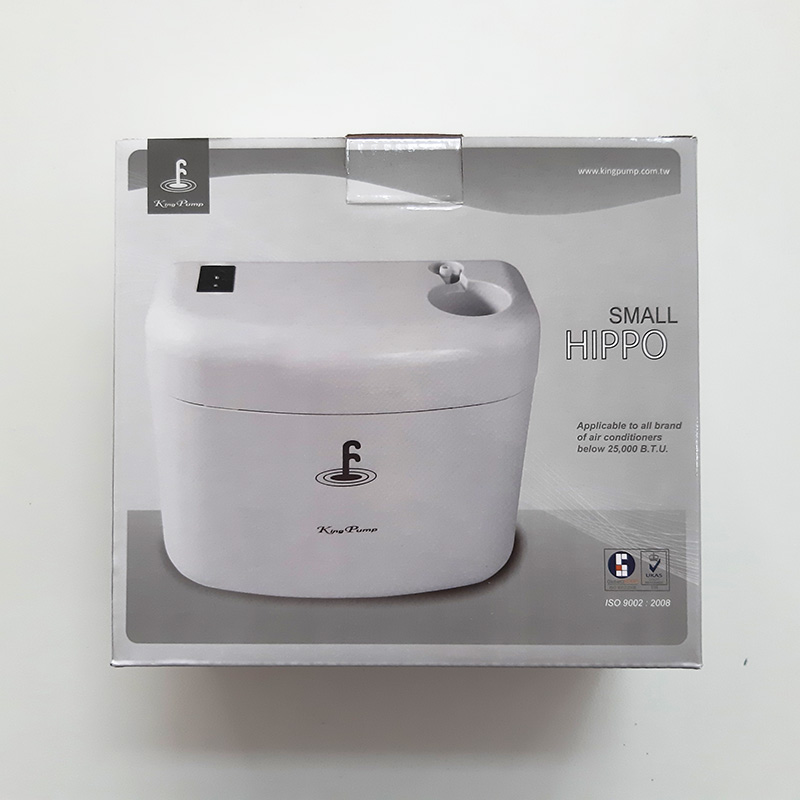 King Pump
www.kingpump.com.tw
SMALL
HIPPO
Applicable to all brand
of air conditioners
below 25,000 B.T.U.
King Pump
UKAS
ISO 9002 : 2008